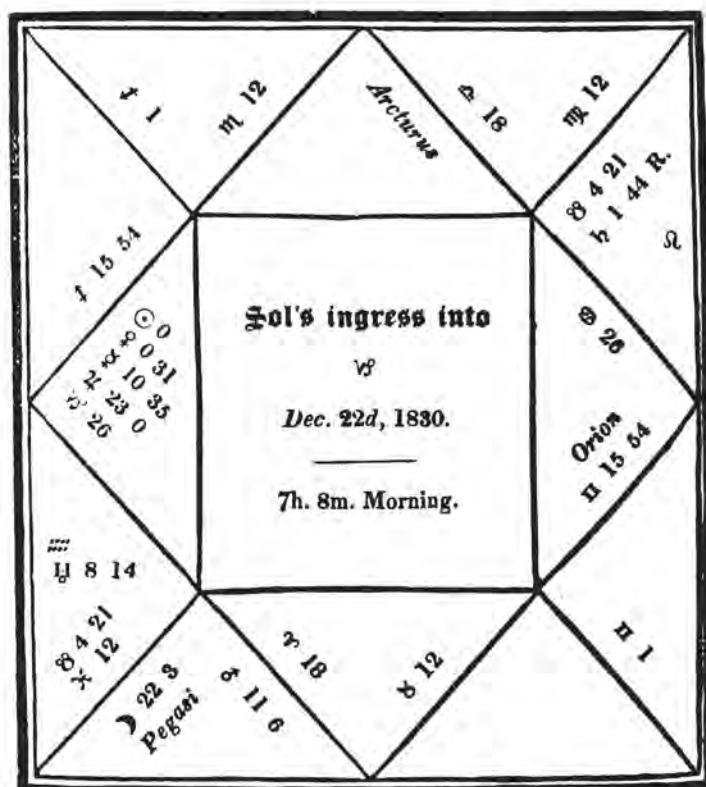 ♐ 1
♏ 12
Arcturus
♎ 18
♍ 12
☋ 4 21
♄ 1 44 R.
♌
♐ 15 54
☉ 0
♀ 0 31
☿ 10 35
♃ 23 0
♑ 26
Sol's ingress into
♑
Dec. 22d, 1830.
7h. 8m. Morning.
♋ 26
Orion
♊ 15 54
♒
♅ 8 14
☋ 4 21
♓ 12
☽ 22 3
Pegasi
♂ 11 6
♈ 18
♉ 12
♊ 1